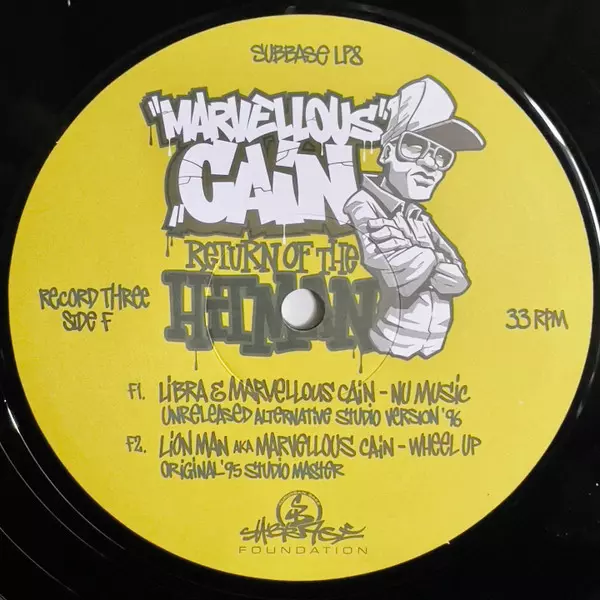 SUBBASE LP8
"MARVELLOUS"
CAIN
RETURN OF THE
HITMAN
RECORD THREE
SIDE F
33 RPM
F1. LIBRA & MARVELLOUS CAIN - NU MUSIC
UNRELEASED ALTERNATIVE STUDIO VERSION '96
F2. LION MAN AKA MARVELLOUS CAIN - WHEEL UP
ORIGINAL '95 STUDIO MASTER
SUBBASE
FOUNDATION